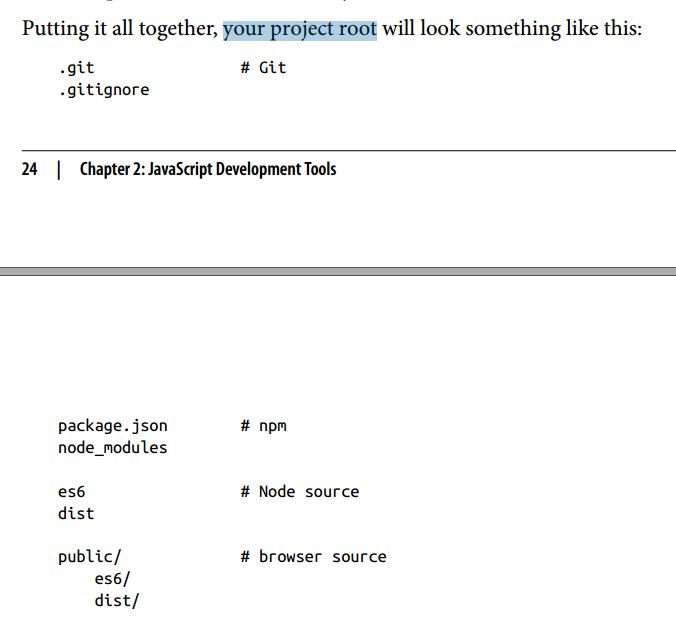 Putting it all together, your project root will look something like this:
.git # Git
.gitignore
24 | Chapter 2: JavaScript Development Tools
package.json # npm
node_modules
es6 # Node source
dist
public/ # browser source
es6/
dist/